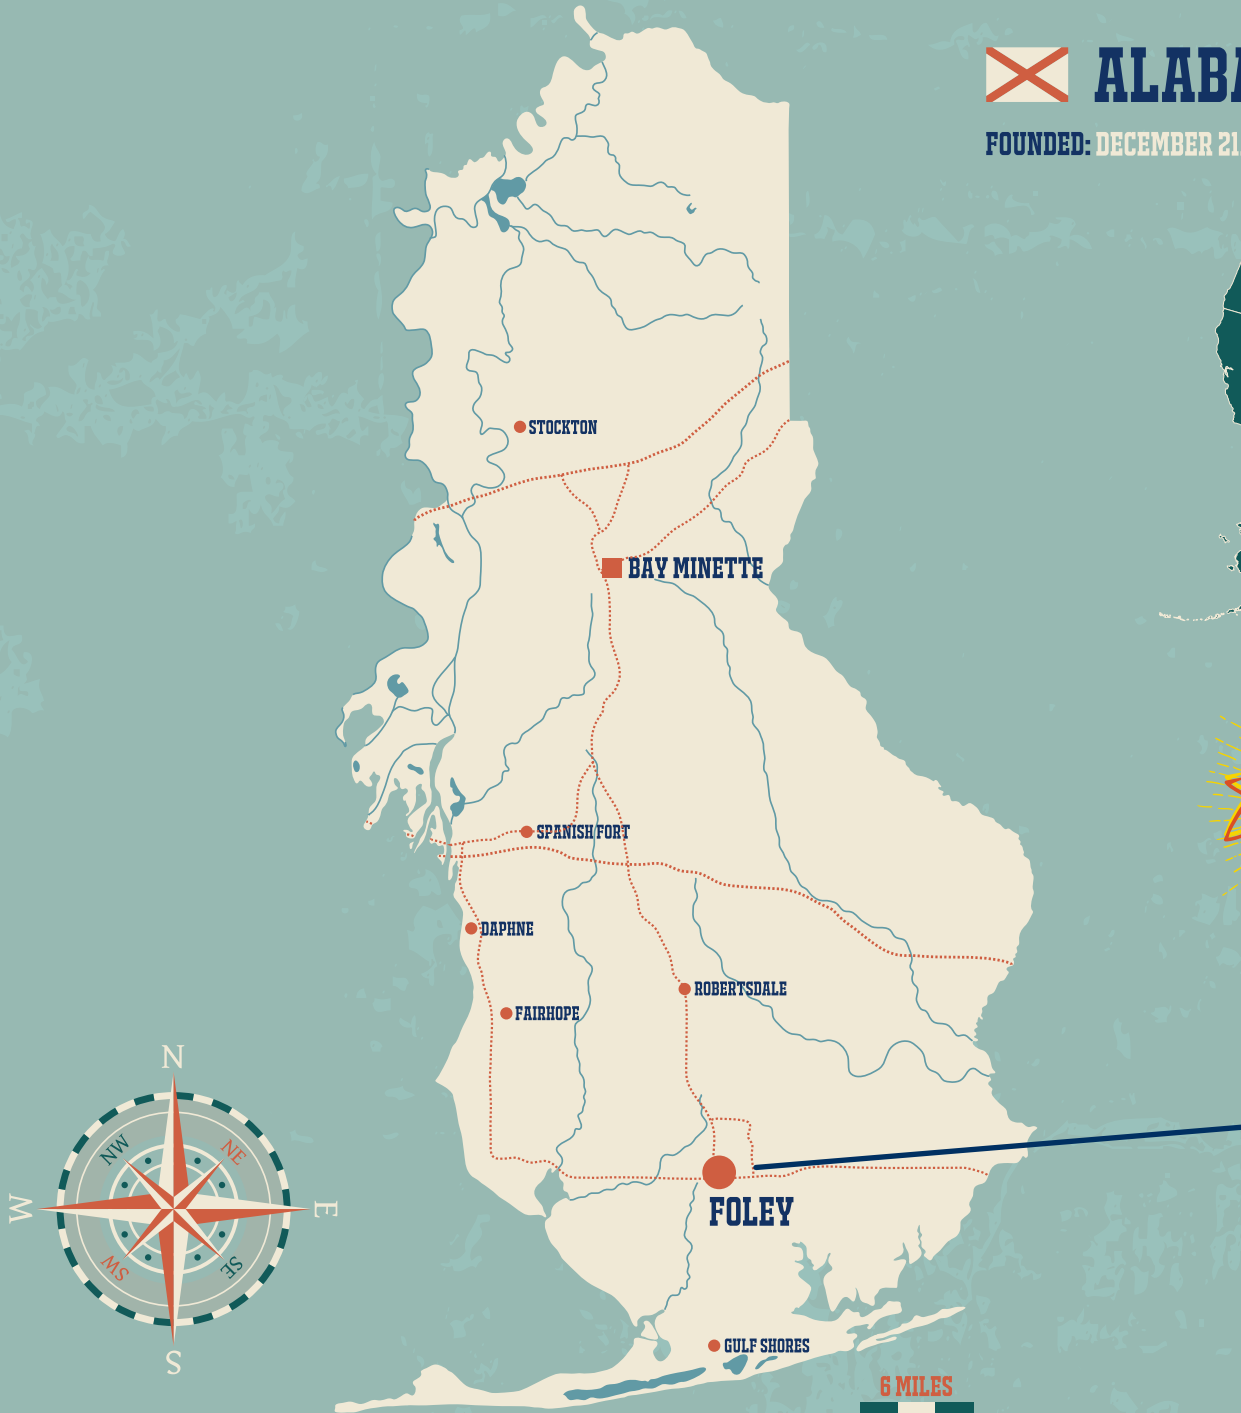 ALABA
FOUNDED: DECEMBER 21
STOCKTON
BAY MINETTE
SPANISH FORT
DAPHNE
ROBERTSDALE
FAIRHOPE
N
NW
NE
W
E
SW
SE
S
FOLEY
GULF SHORES
6 MILES